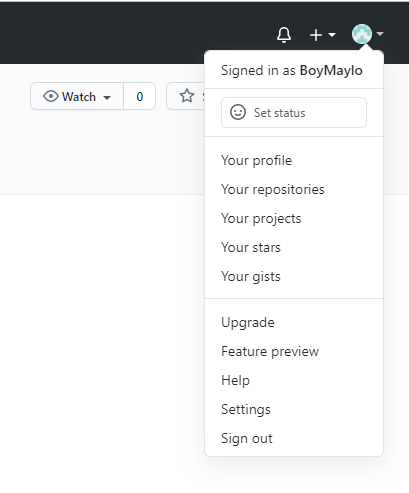 Signed in as BoyMaylo
Watch 0
Set status
Your profile
Your repositories
Your projects
Your stars
Your gists
Upgrade
Feature preview
Help
Settings
Sign out